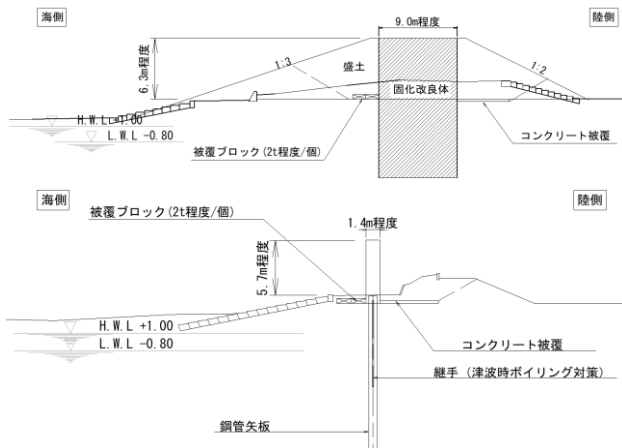 海側
9.0m程度
陸側
6.3m程度
1:3
盛土
1:2
固化改良体
H.W.L +1.00
L.W.L -0.80
被覆ブロック(2t程度/個)
コンクリート被覆
海側
陸側
被覆ブロック(2t程度/個)
1.4m程度
5.7m程度
H.W.L +1.00
L.W.L -0.80
コンクリート被覆
継手（津波時ボイリング対策）
鋼管矢板